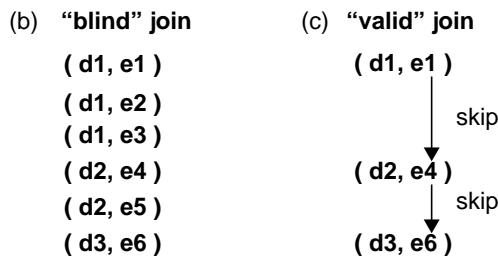 (b) “blind” join
( d1, e1 )
( d1, e2 )
( d1, e3 )
( d2, e4 )
( d2, e5 )
( d3, e6 )
(c) “valid” join
( d1, e1 )
skip
( d2, e4 )
skip
( d3, e6 )